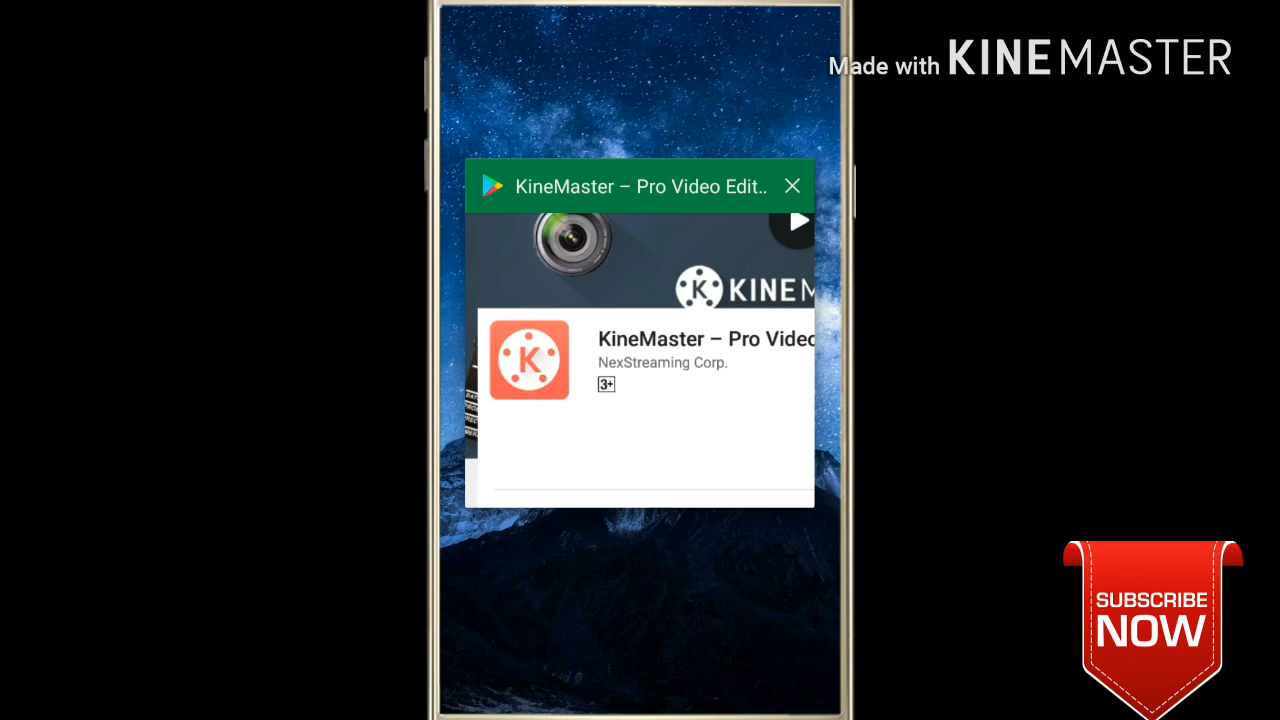 Made with KINEMASTER
KineMaster – Pro Video Edit..
KINEM
K
KineMaster – Pro Video
NexStreaming Corp.
3+
SUBSCRIBE
NOW